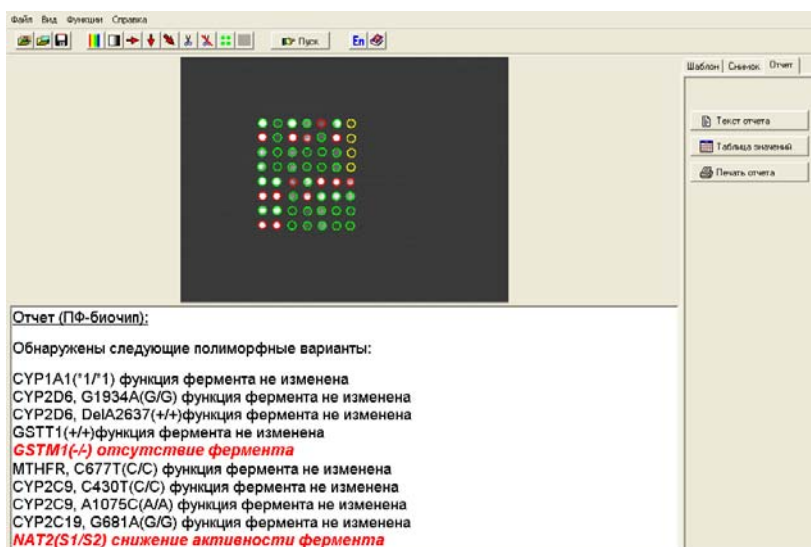 Файл Вид Функции Справка
Пуск En
Шаблон Снимок Отчет
Текст отчета
Таблица значений
Печать отчета
Отчет (ПФ-биочип):
Обнаружены следующие полиморфные варианты:
CYP1A1(*1/*1) функция фермента не изменена
CYP2D6, G1934A(G/G) функция фермента не изменена
CYP2D6, DelA2637(+/+)функция фермента не изменена
GSTT1(+/+)функция фермента не изменена
GSTM1(-/-) отсутствие фермента
MTHFR, C677T(C/C) функция фермента не изменена
CYP2C9, C430T(C/C) функция фермента не изменена
CYP2C9, A1075C(A/A) функция фермента не изменена
CYP2C19, G681A(G/G) функция фермента не изменена
NAT2(S1/S2) снижение активности фермента